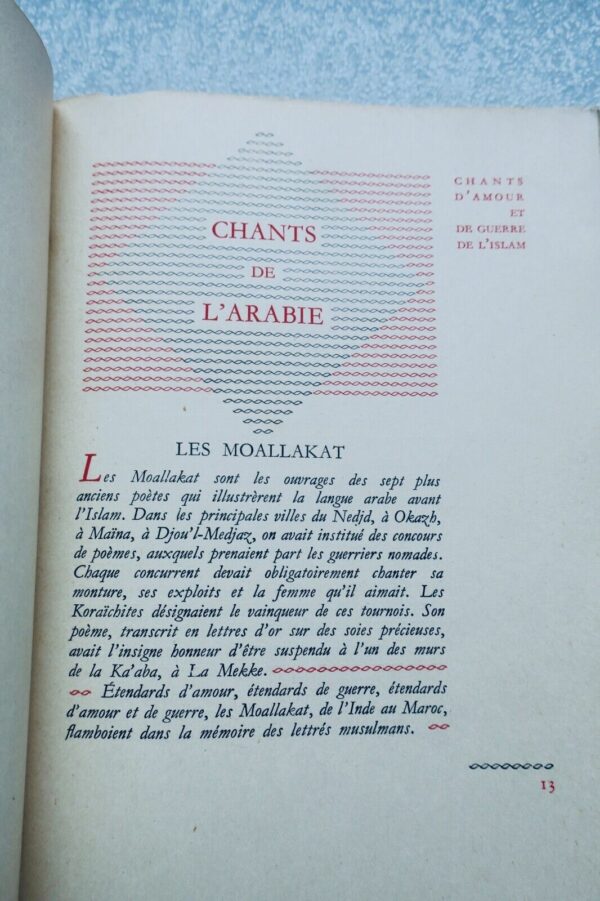 CHANTS
DE
L'ARABIE
CHANTS
D'AMOUR
ET
DE GUERRE
DE L'ISLAM
LES MOALLAKAT
Les Moallakat sont les ouvrages des sept plus
anciens poètes qui illustrèrent la langue arabe avant
l'Islam. Dans les principales villes du Nedjd, à Okazh,
à Maïna, à Djou'l-Medjaz, on avait institué des concours
de poèmes, auxquels prenaient part les guerriers nomades.
Chaque concurrent devait obligatoirement chanter sa
monture, ses exploits et la femme qu'il aimait. Les
Koraïchites désignaient le vainqueur de ces tournois. Son
poème, transcrit en lettres d'or sur des soies précieuses,
avait l'insigne honneur d'être suspendu à l'un des murs
de la Ka'aba, à La Mekke.
Étendards d'amour, étendards de guerre, étendards
d'amour et de guerre, les Moallakat, de l'Inde au Maroc,
flamboient dans la mémoire des lettrés musulmans.
13